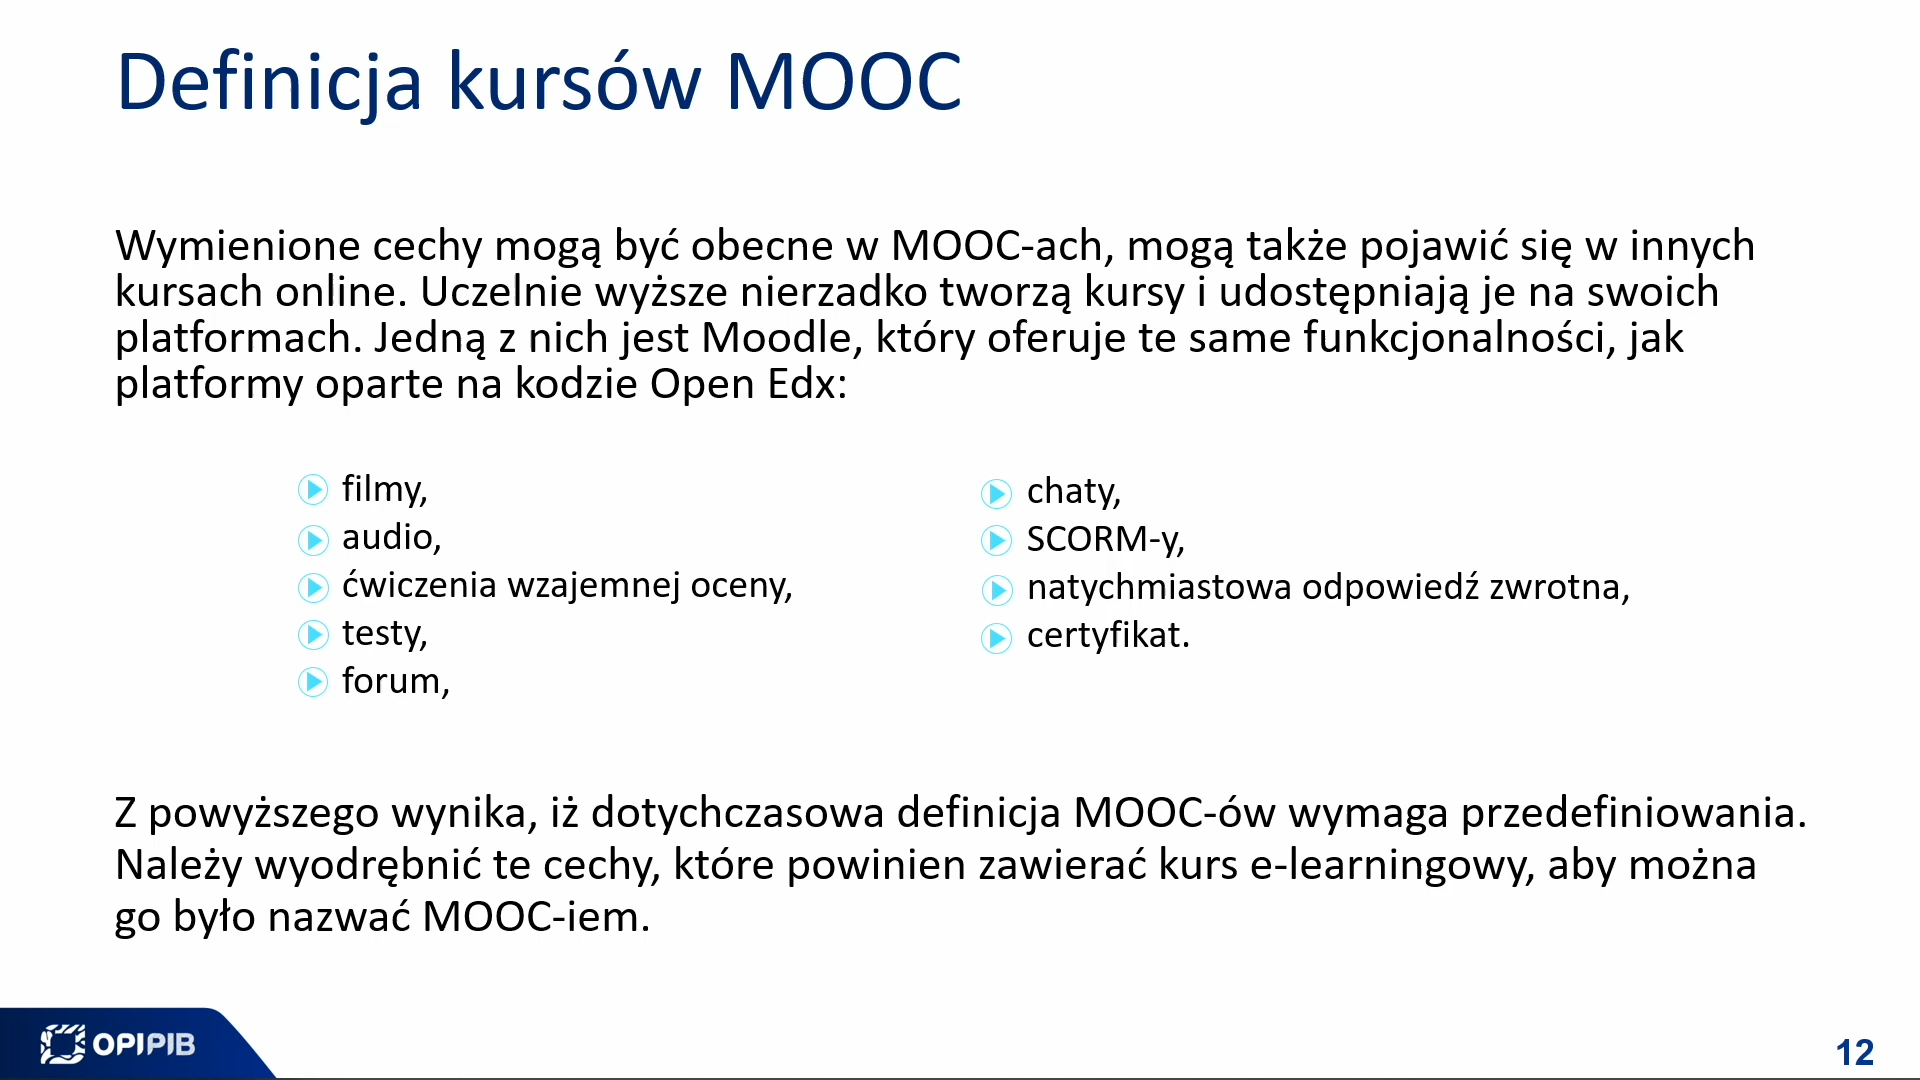 Definicja kursów MOOC
Wymienione cechy mogą być obecne w MOOC-ach, mogą także pojawić się w innych
kursach online. Uczelnie wyższe nierzadko tworzą kursy i udostępniają je na swoich
platformach. Jedną z nich jest Moodle, który oferuje te same funkcjonalności, jak
platformy oparte na kodzie Open Edx:
filmy,
audio,
ćwiczenia wzajemnej oceny,
testy,
forum,
chaty,
SCORM-y,
natychmiastowa odpowiedź zwrotna,
certyfikat.
Z powyższego wynika, iż dotychczasowa definicja MOOC-ów wymaga przedefiniowania.
Należy wyodrębnić te cechy, które powinien zawierać kurs e-learningowy, aby można
go było nazwać MOOC-iem.
OPIPIB
12